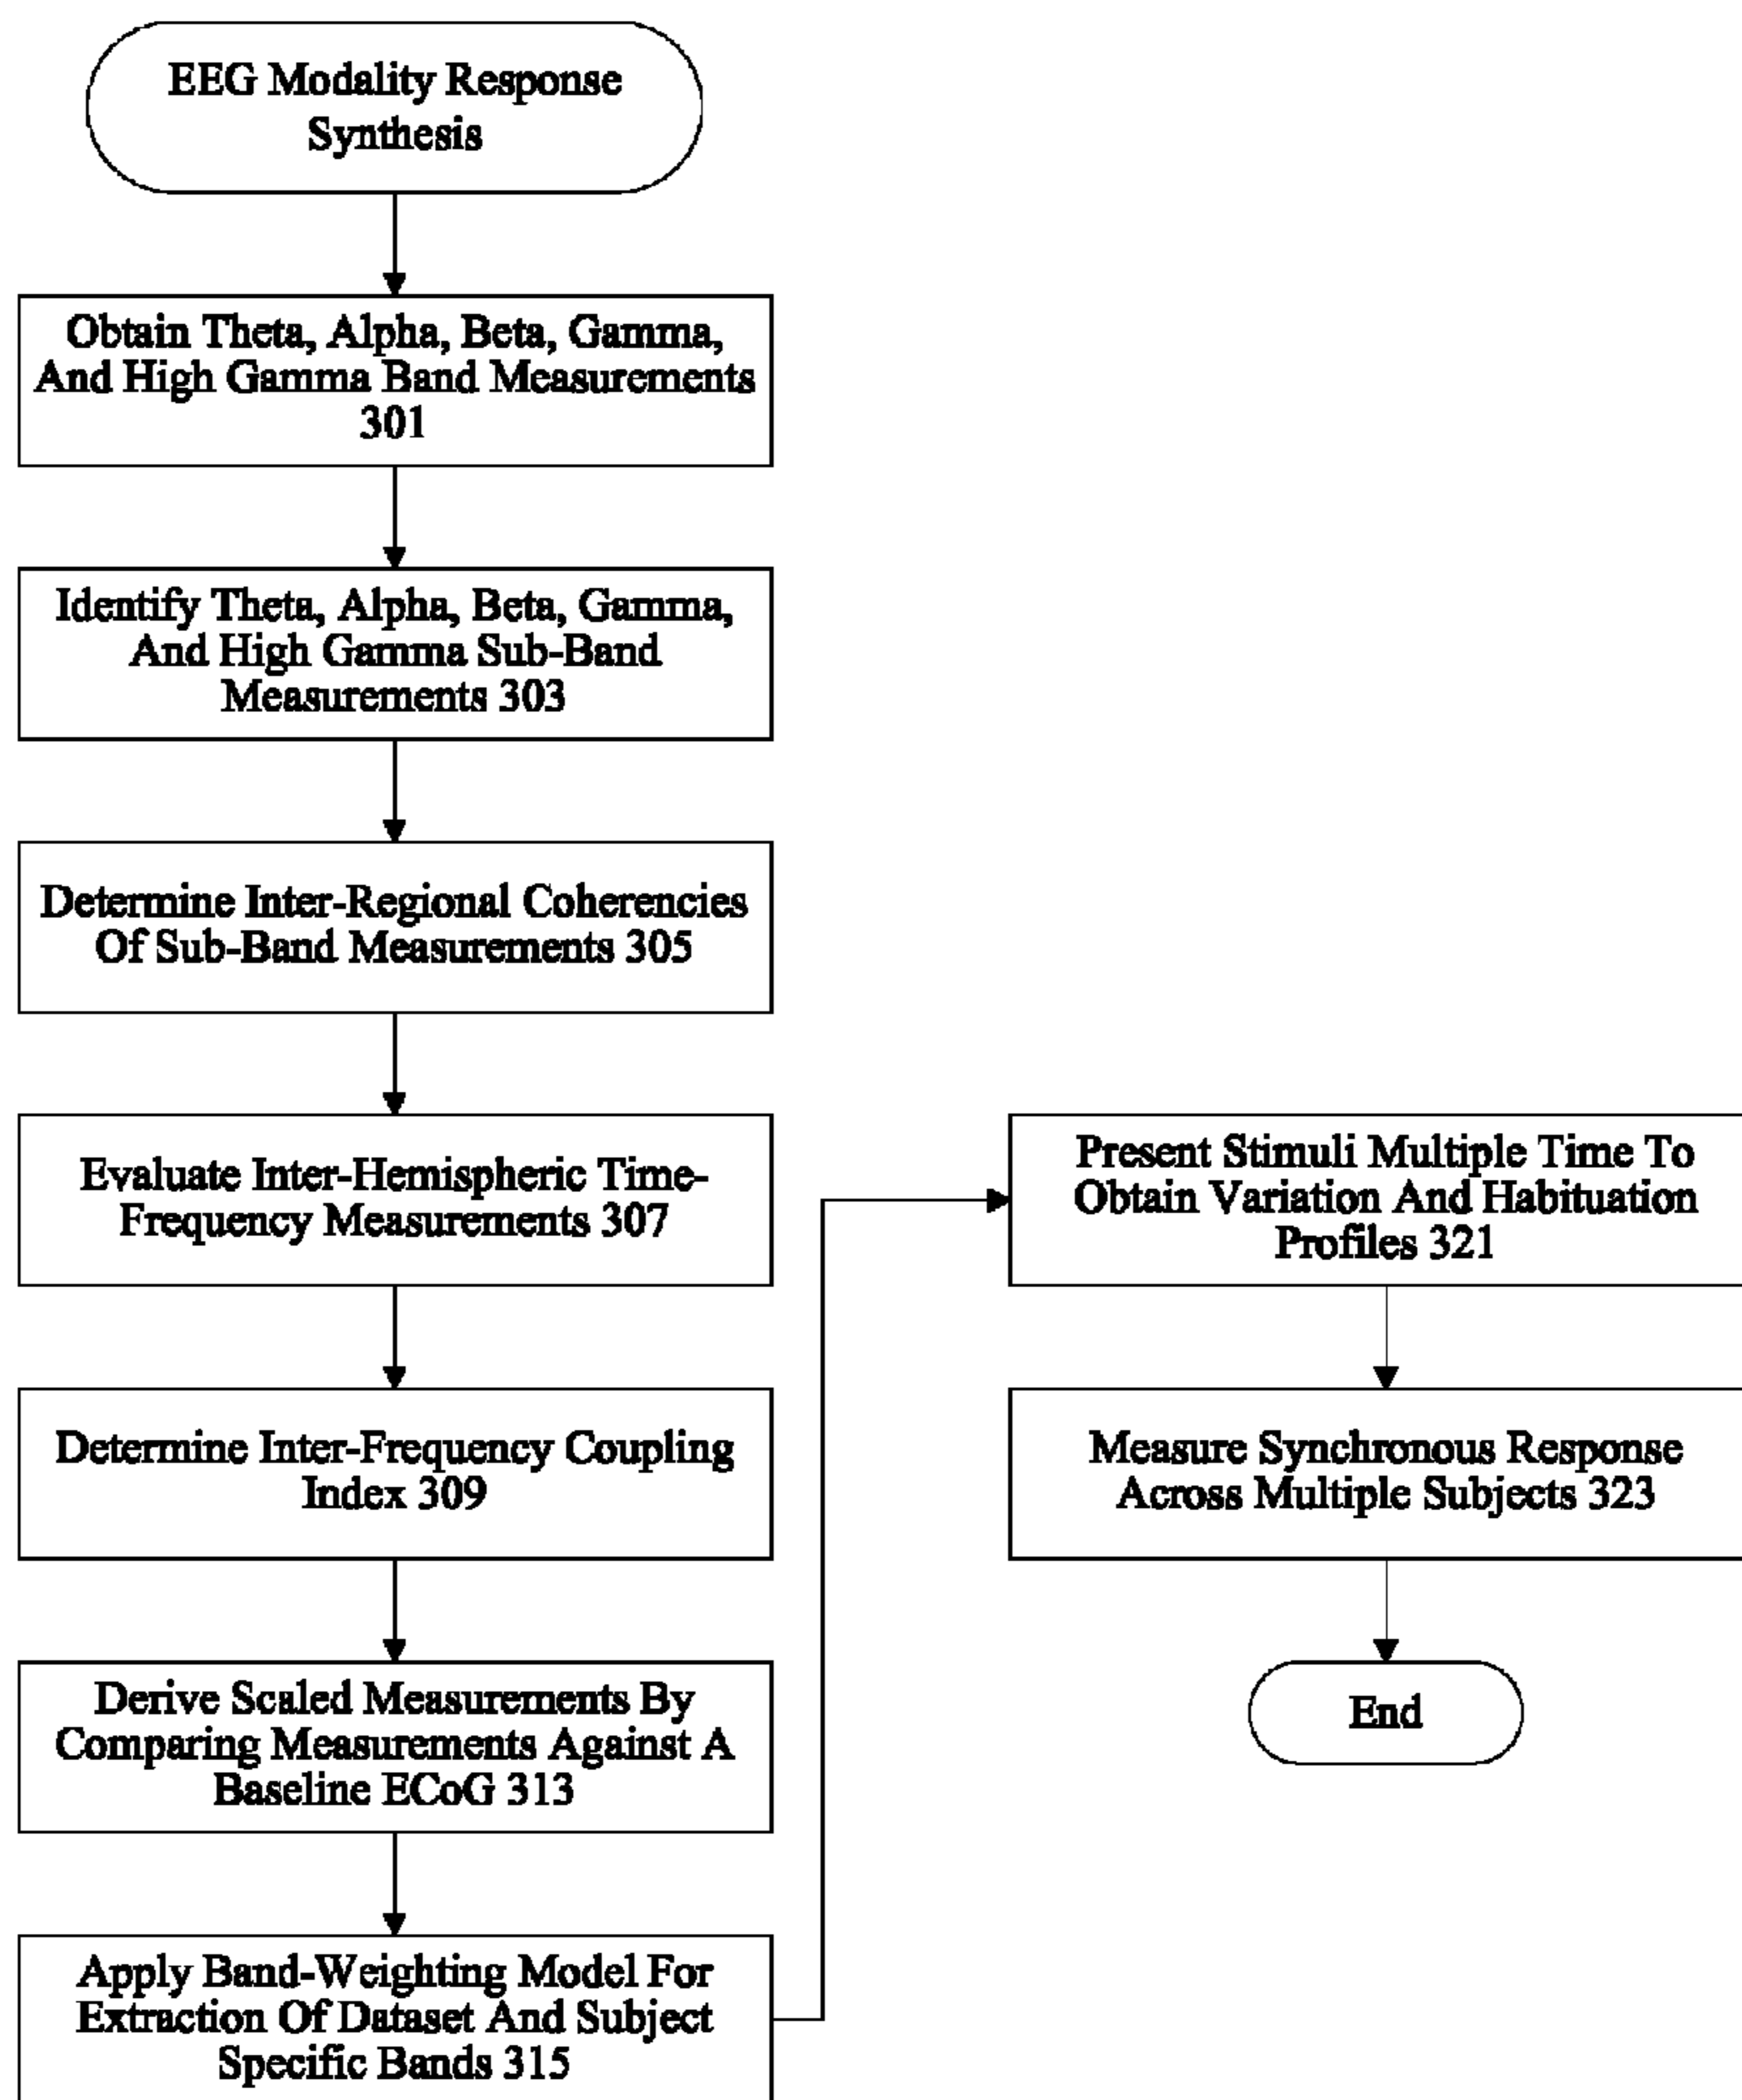 EEG Modality Response
Synthesis
Obtain Theta, Alpha, Beta, Gamma,
And High Gamma Band Measurements
301
Identify Theta, Alpha, Beta, Gamma,
And High Gamma Sub-Band
Measurements 303
Determine Inter-Regional Coherencies
Of Sub-Band Measurements 305
Evaluate Inter-Hemispheric Time-
Frequency Measurements 307
Determine Inter-Frequency Coupling
Index 309
Derive Scaled Measurements By
Comparing Measurements Against A
Baseline ECoG 313
Apply Band-Weighting Model For
Extraction Of Dataset And Subject
Specific Bands 315
Present Stimuli Multiple Time To
Obtain Variation And Habituation
Profiles 321
Measure Synchronous Response
Across Multiple Subjects 323
End